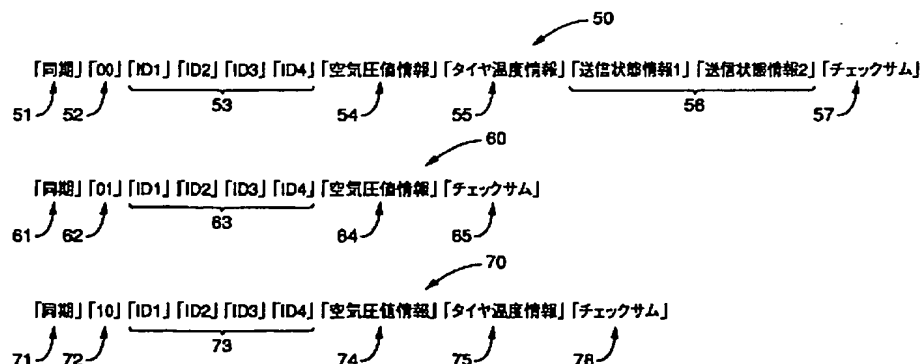 50
「同期」「00」「ID1」「ID2」「ID3」「ID4」「空気圧値情報」「タイヤ温度情報」「送信状態情報1」「送信状態情報2」「チェックサム」
51 52 53 54 55 56 57
60
「同期」「01」「ID1」「ID2」「ID3」「ID4」「空気圧値情報」「チェックサム」
61 62 63 64 65
70
「同期」「10」「ID1」「ID2」「ID3」「ID4」「空気圧値情報」「タイヤ温度情報」「チェックサム」
71 72 73 74 75 78